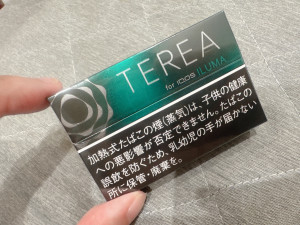 TEREA
for IQOS ILUMA
加熱式たばこの煙(蒸気)は、子供の健康
への悪影響が否定できません。たばこの
誤飲を防ぐため、乳幼児の手が届かない
所に保管・廃棄を。